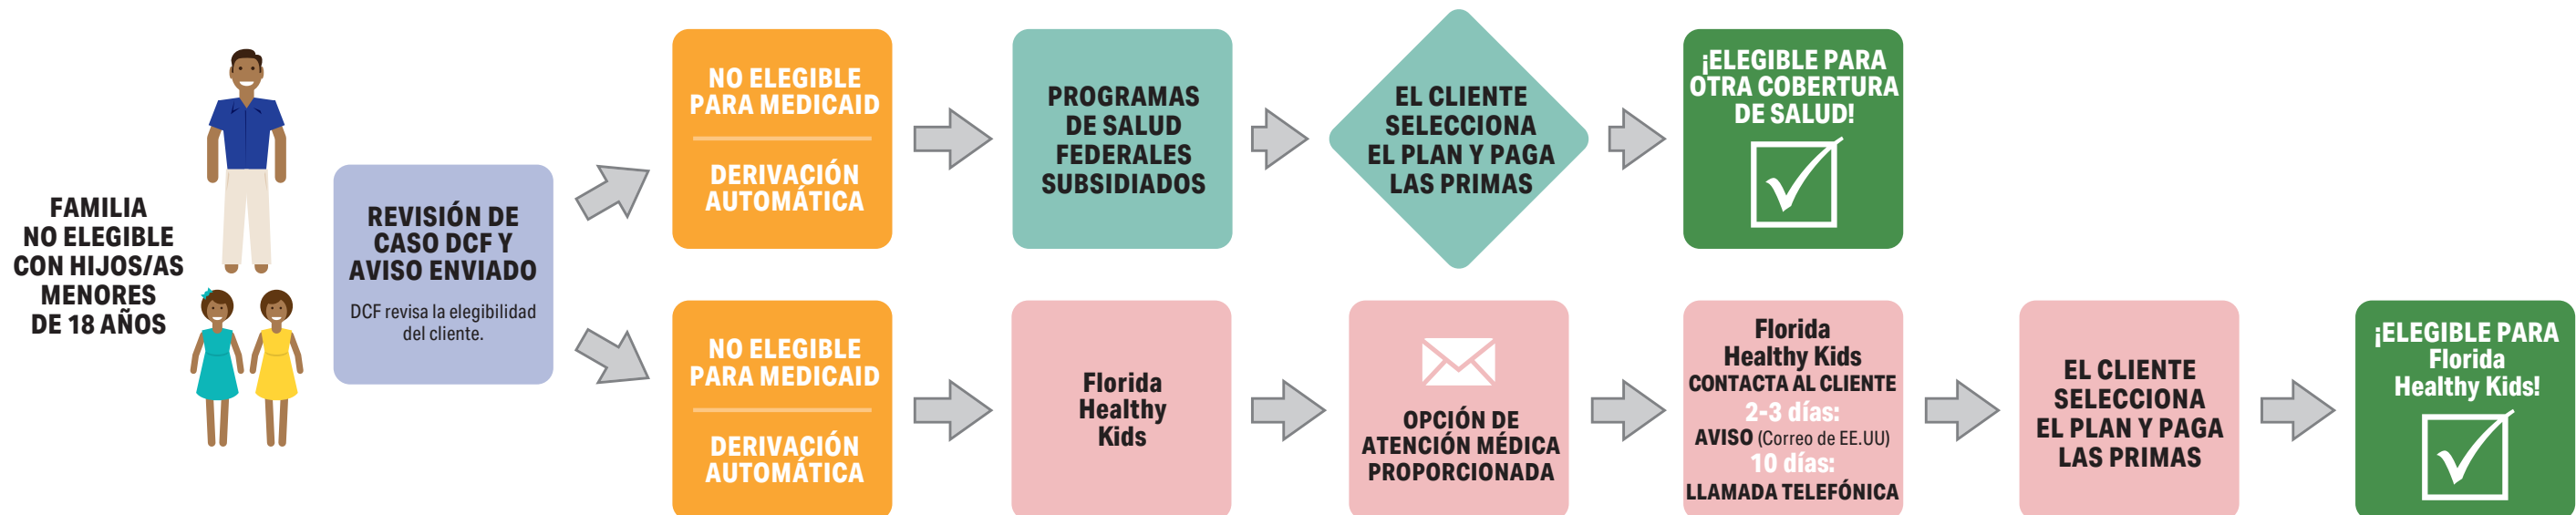 FAMILIA
NO ELEGIBLE
CON HIJOS/AS
MENORES
DE 18 AÑOS
REVISIÓN DE
CASO DCF Y
AVISO ENVIADO
DCF revisa la elegibilidad
del cliente.
NO ELEGIBLE
PARA MEDICAID
DERIVACIÓN
AUTOMÁTICA
PROGRAMAS
DE SALUD
FEDERALES
SUBSIDIADOS
EL CLIENTE
SELECCIONA
EL PLAN Y PAGA
LAS PRIMAS
¡ELEGIBLE PARA
OTRA COBERTURA
DE SALUD!
NO ELEGIBLE
PARA MEDICAID
DERIVACIÓN
AUTOMÁTICA
Florida
Healthy
Kids
OPCIÓN DE
ATENCIÓN MÉDICA
PROPORCIONADA
Florida
Healthy Kids
CONTACTA AL CLIENTE
2-3 días:
AVISO (Correo de EE.UU)
10 días:
LLAMADA TELEFÓNICA
EL CLIENTE
SELECCIONA
EL PLAN Y PAGA
LAS PRIMAS
¡ELEGIBLE PARA
Florida
Healthy Kids!